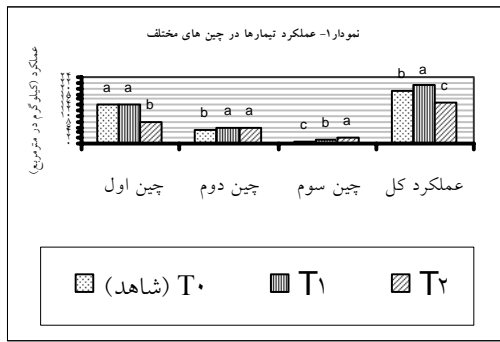 نمودار۱- عملکرد تیمارها در چین های مختلف
عملکرد (کیلوگرم در مترمربع)
a a b
b a a
c b a
b a c
چین اول چین دوم چین سوم عملکرد کل
T۰ (شاهد) T۱ T۲